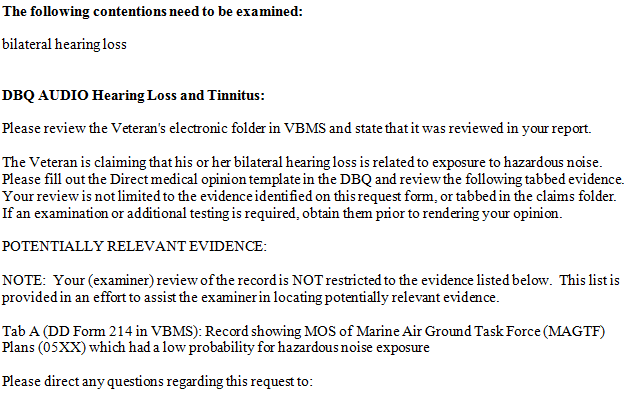 The following contentions need to be examined:
bilateral hearing loss
DBQ AUDIO Hearing Loss and Tinnitus:
Please review the Veteran's electronic folder in VBMS and state that it was reviewed in your report.
The Veteran is claiming that his or her bilateral hearing loss is related to exposure to hazardous noise.
Please fill out the Direct medical opinion template in the DBQ and review the following tabbed evidence.
Your review is not limited to the evidence identified on this request form, or tabbed in the claims folder.
If an examination or additional testing is required, obtain them prior to rendering your opinion.
POTENTIALLY RELEVANT EVIDENCE:
NOTE: Your (examiner) review of the record is NOT restricted to the evidence listed below. This list is
provided in an effort to assist the examiner in locating potentially relevant evidence.
Tab A (DD Form 214 in VBMS): Record showing MOS of Marine Air Ground Task Force (MAGTF)
Plans (05XX) which had a low probability for hazardous noise exposure
Please direct any questions regarding this request to: